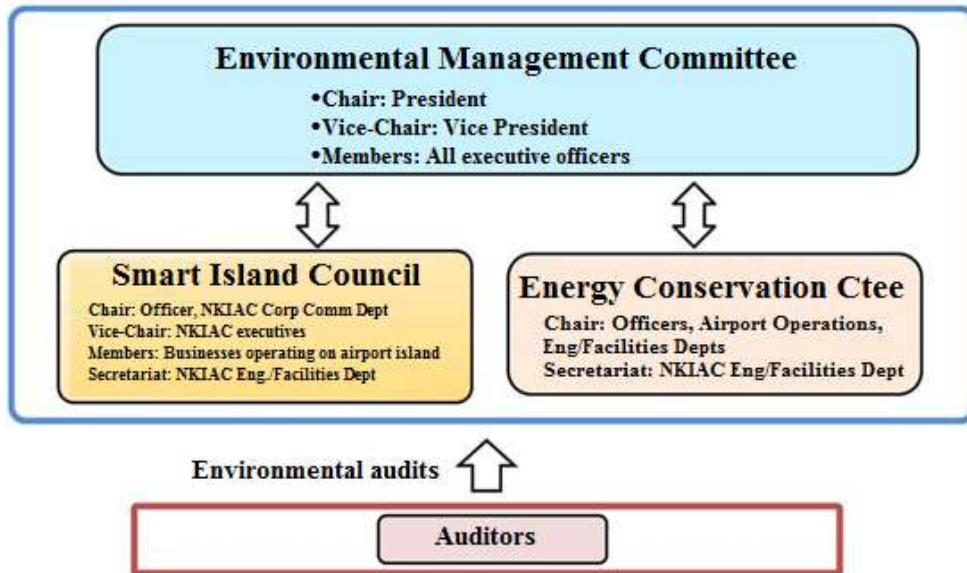 Environmental Management Committee
•Chair: President
•Vice-Chair: Vice President
•Members: All executive officers
Smart Island Council
Chair: Officer, NKIAC Corp Comm Dept
Vice-Chair: NKIAC executives
Members: Businesses operating on airport island
Secretariat: NKIAC Eng./Facilities Dept
Energy Conservation Ctee
Chair: Officers, Airport Operations,
Eng/Facilities Depts
Secretariat: NKIAC Eng/Facilities Dept
Environmental audits
Auditors